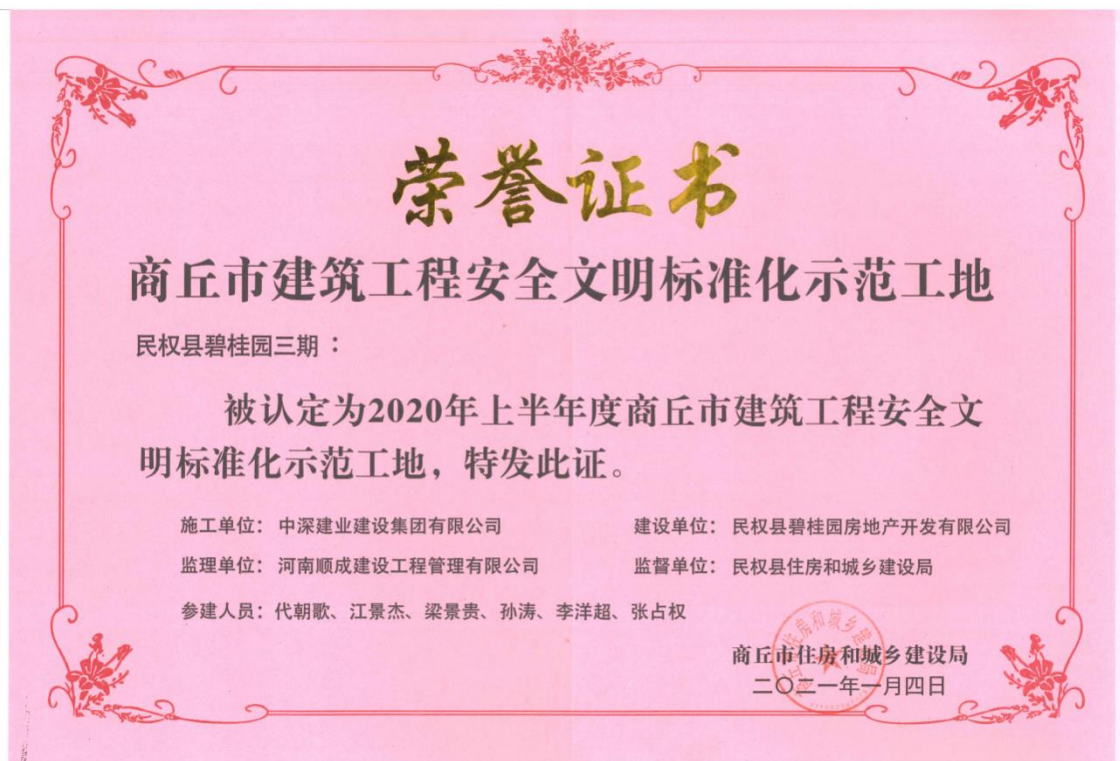 荣誉证书
商丘市建筑工程安全文明标准化示范工地
民权县碧桂园三期：
被认定为2020年上半年度商丘市建筑工程安全文
明标准化示范工地，特发此证。
施工单位：中深建业建设集团有限公司 建设单位：民权县碧桂园房地产开发有限公司
监理单位：河南顺成建设工程管理有限公司 监督单位：民权县住房和城乡建设局
参建人员：代朝歌、江景杰、梁景贵、孙涛、李洋超、张占权
商丘市住房和城乡建设局
二〇二一年一月四日